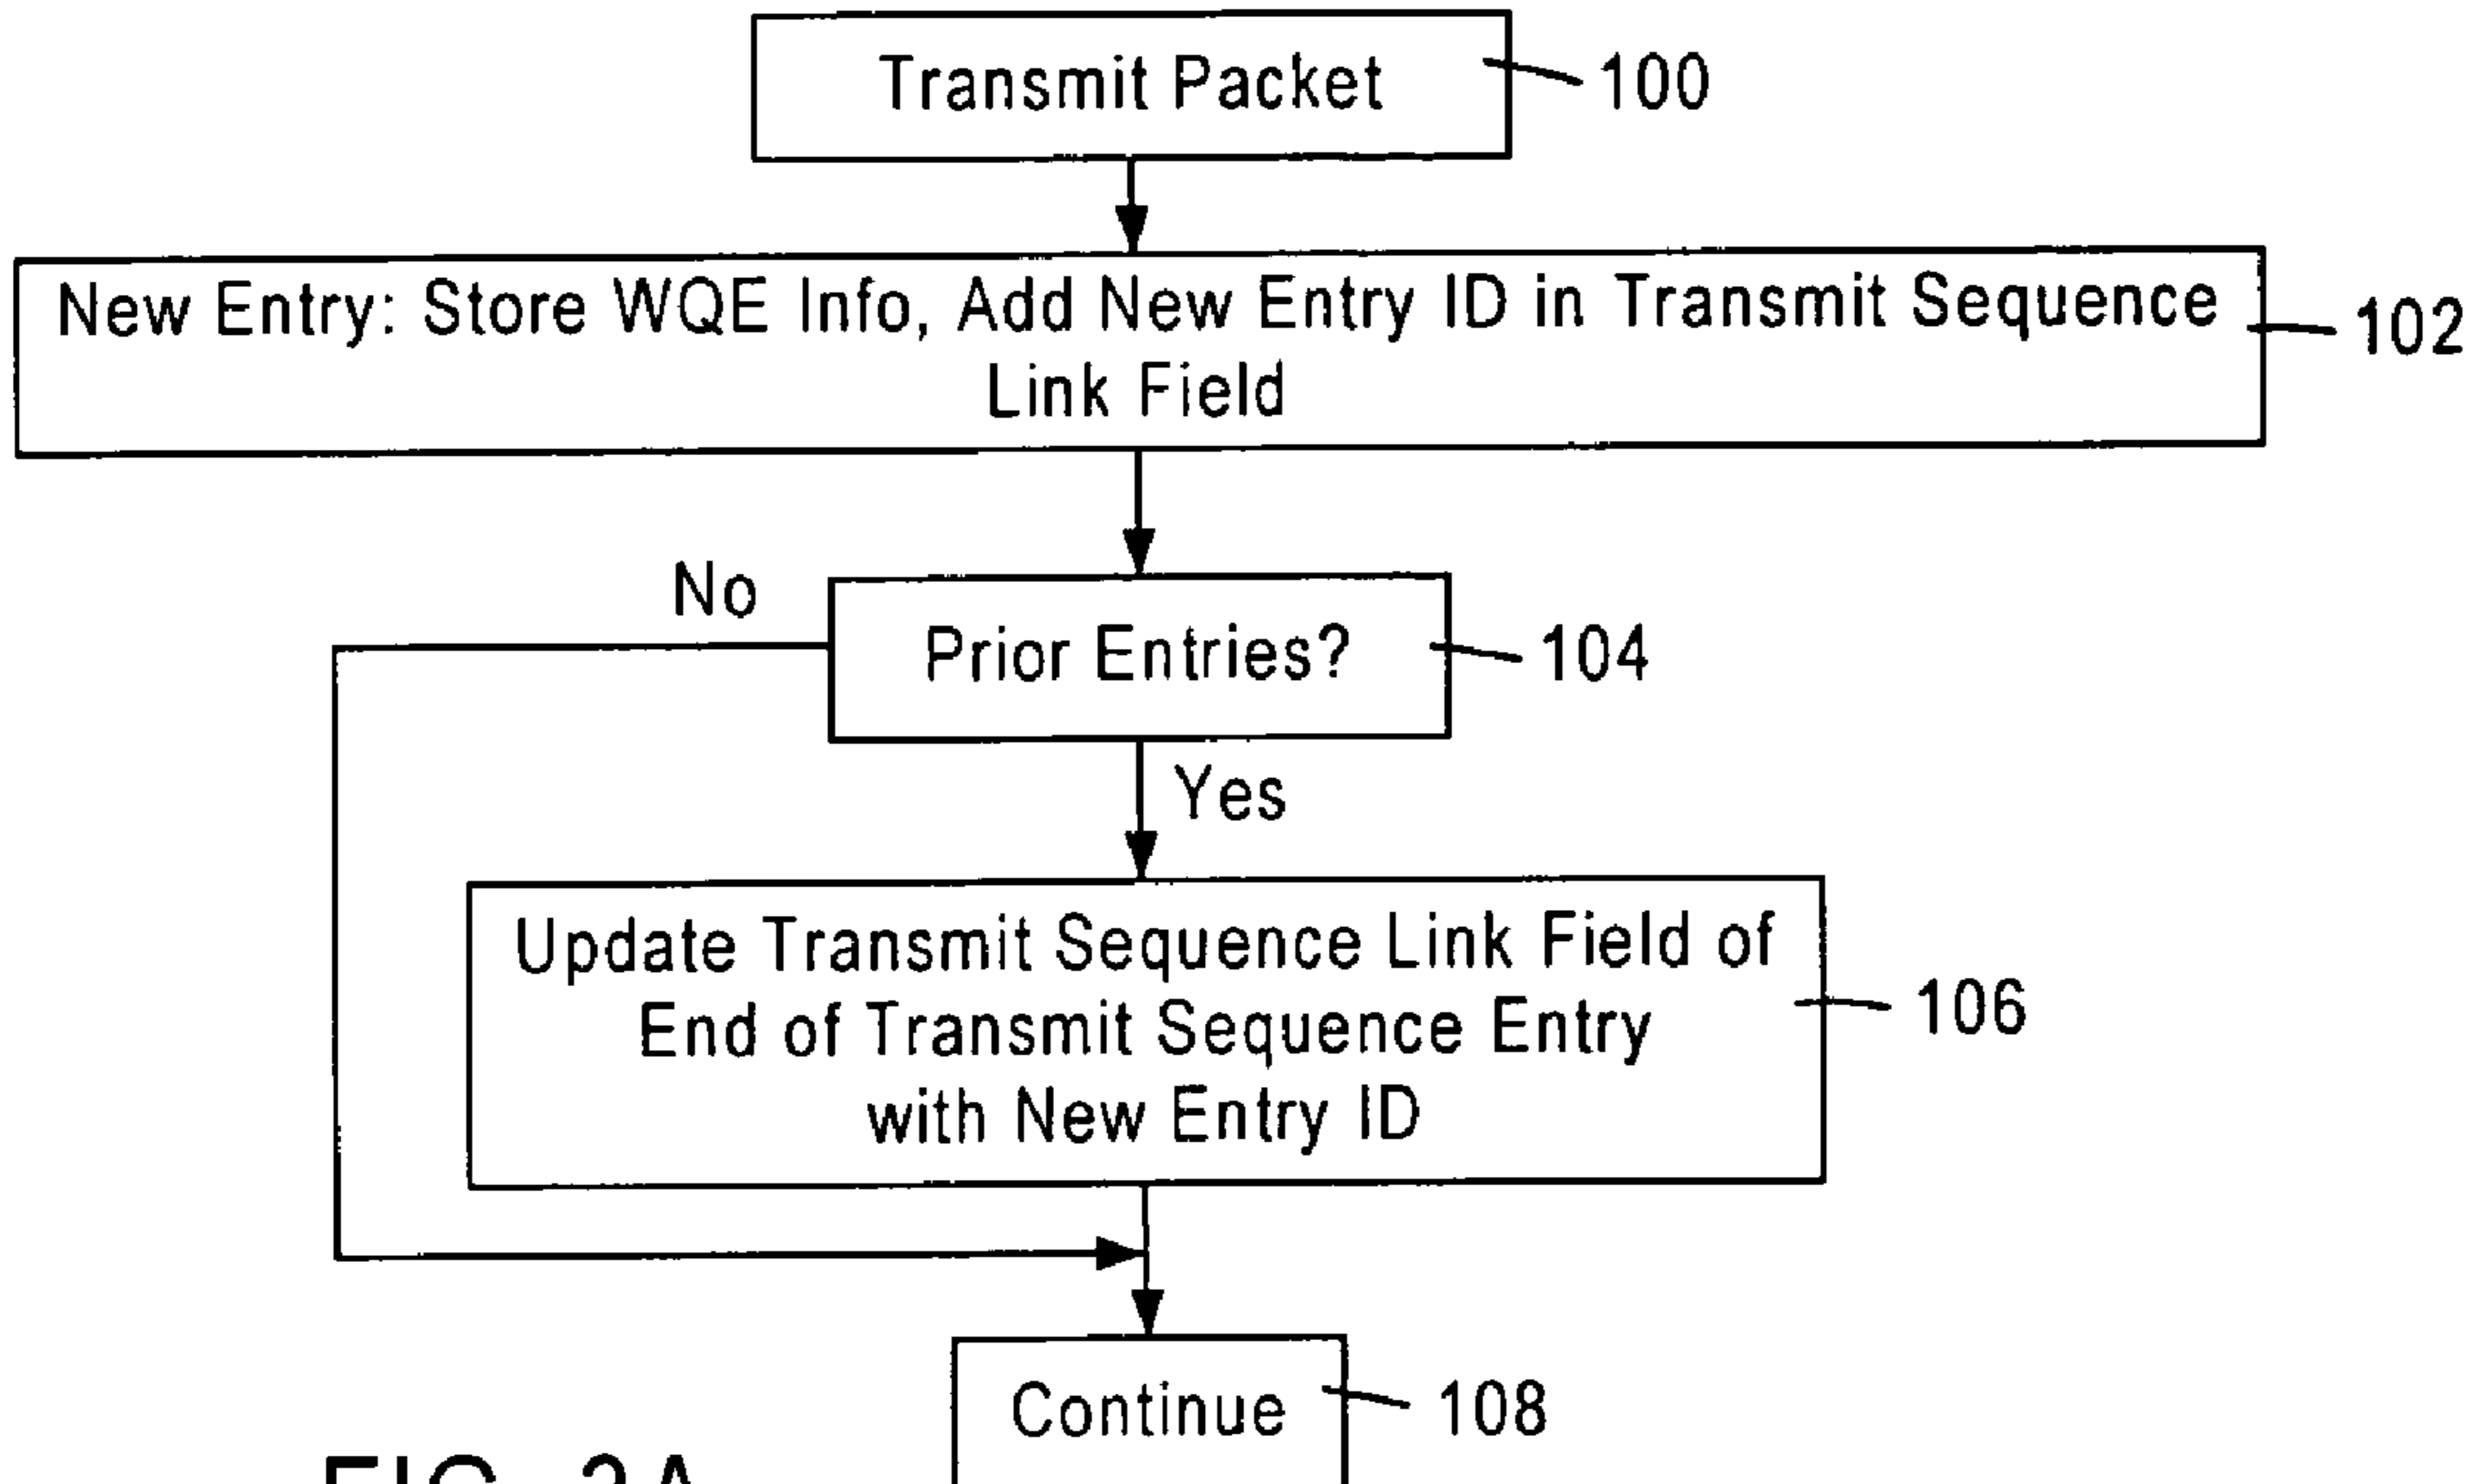 Transmit Packet
100
New Entry: Store WQE Info, Add New Entry ID in Transmit Sequence
Link Field
102
No
Prior Entries?
104
Yes
Update Transmit Sequence Link Field of
End of Transmit Sequence Entry
with New Entry ID
106
Continue
108
FIG.